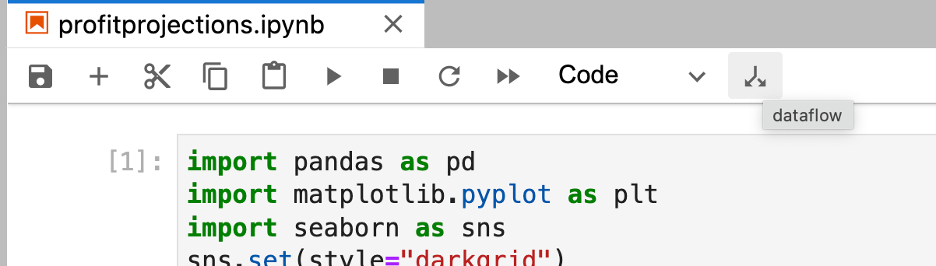 profitprojections.ipynb
Code
dataflow
[1]:
import pandas as pd
import matplotlib.pyplot as plt
import seaborn as sns
sns.set(style="darkgrid")